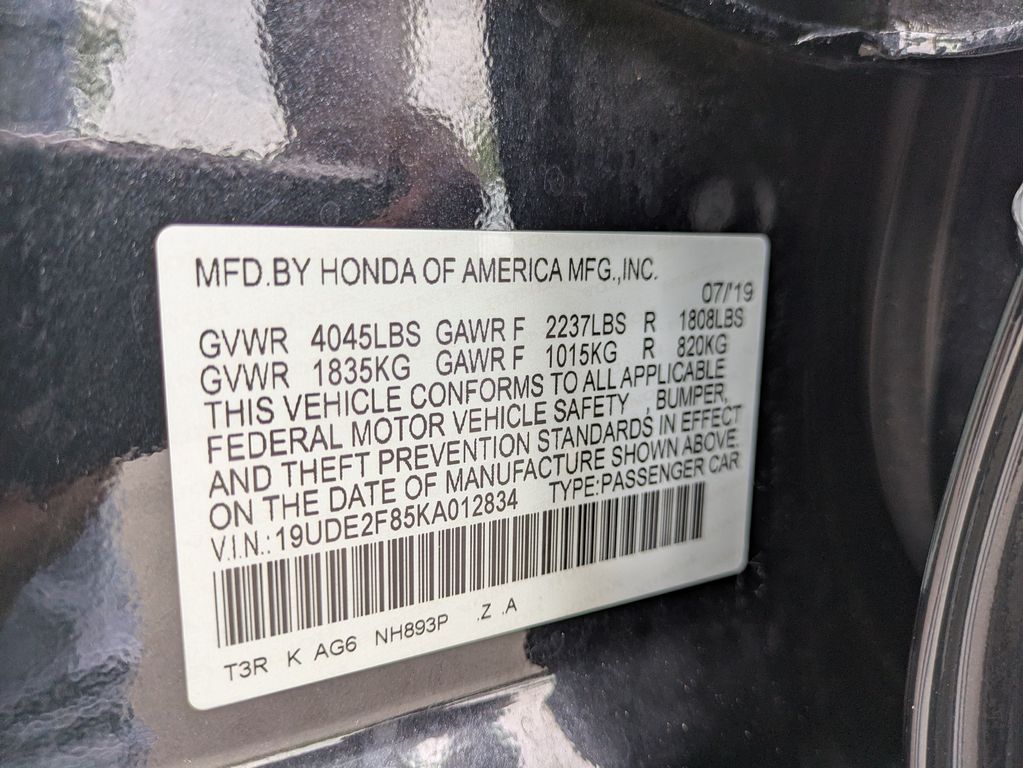 MFD.BY HONDA OF AMERICA MFG.,INC.
07/'19
GVWR 4045LBS GAWR F 2237LBS R 1808LBS
GVWR 1835KG GAWR F 1015KG R 820KG
THIS VEHICLE CONFORMS TO ALL APPLICABLE
FEDERAL MOTOR VEHICLE SAFETY , BUMPER,
AND THEFT PREVENTION STANDARDS IN EFFECT
ON THE DATE OF MANUFACTURE SHOWN ABOVE.
V.I.N.: 19UDE2F85KA012834 TYPE:PASSENGER CAR
T3R K AG6 NH893P .Z .A